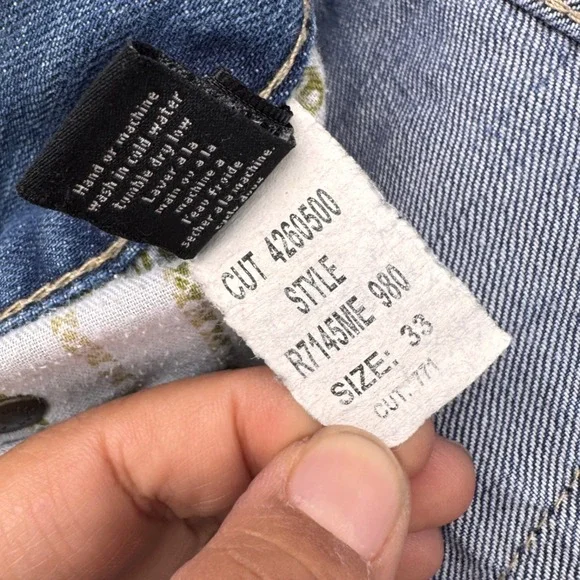 Hand or machine
wash in cold water
tumble dry low
Laver a la
main ou a la
machine a
l'eau froide
secher a la machine.
CUT 4260500
STYLE
R7145ME 980
SIZE: 33
CUT: 771